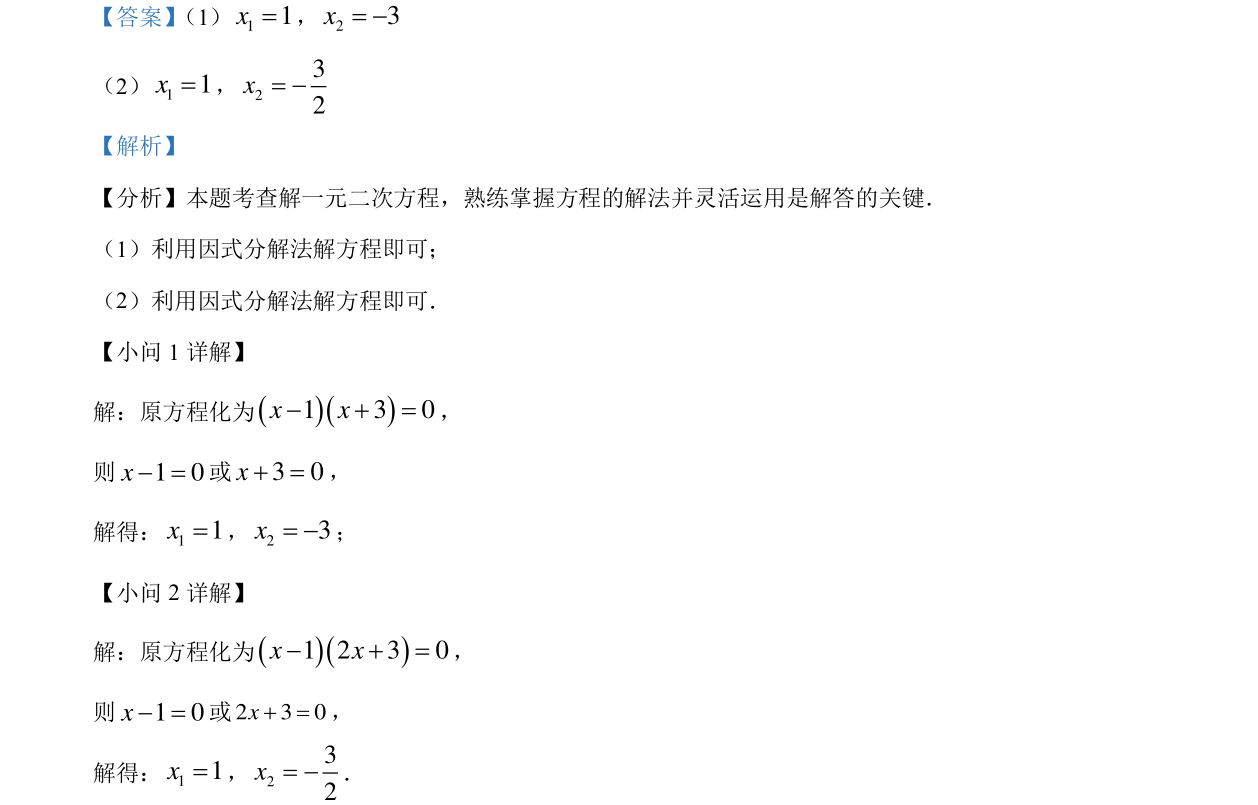 【答案】（1）x₁ = 1，x₂ = −3
（2）x₁ = 1，x₂ = −3/2
【解析】
【分析】本题考查解一元二次方程，熟练掌握方程的解法并灵活运用是解答的关键．
（1）利用因式分解法解方程即可；
（2）利用因式分解法解方程即可．
【小问 1 详解】
解：原方程化为(x−1)(x+3)=0，
则 x−1=0 或 x+3=0，
解得：x₁ = 1，x₂ = −3；
【小问 2 详解】
解：原方程化为(x−1)(2x+3)=0，
则 x−1=0 或 2x+3=0，
解得：x₁ = 1，x₂ = −3/2．